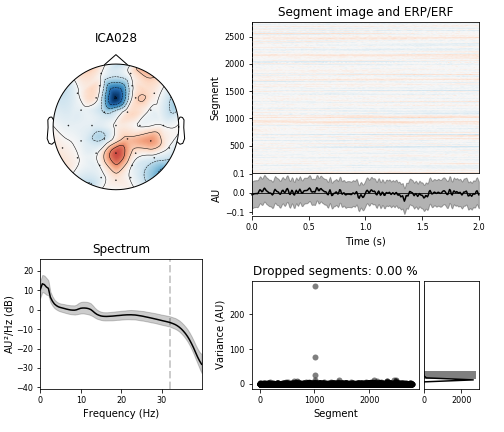 ICA028
Segment image and ERP/ERF
Segment
2500
2000
1500
1000
500
AU
0.1
0.0
−0.1
0.0
0.5
1.0
1.5
2.0
Time (s)
Spectrum
AU²/Hz (dB)
20
10
0
−10
−20
−30
−40
0
10
20
30
Frequency (Hz)
Dropped segments: 0.00 %
Variance (AU)
200
100
0
0
1000
2000
Segment
0
2000